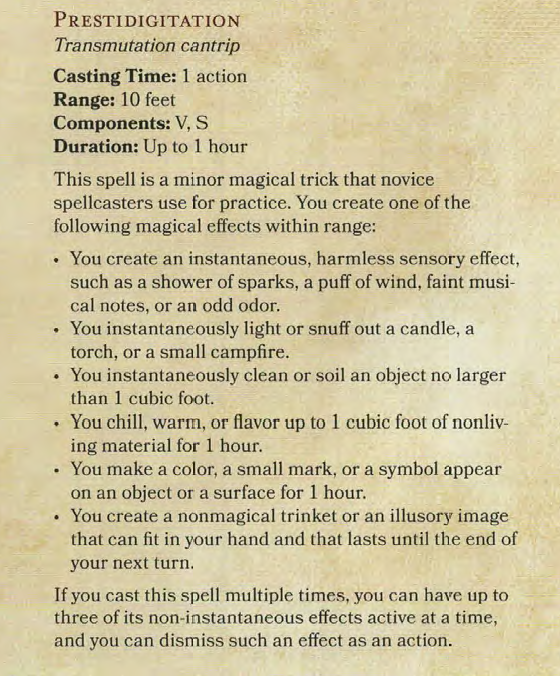 PRESTIDIGITATION
Transmutation cantrip
Casting Time: 1 action
Range: 10 feet
Components: V, S
Duration: Up to 1 hour
This spell is a minor magical trick that novice
spellcasters use for practice. You create one of the
following magical effects within range:
• You create an instantaneous, harmless sensory effect,
such as a shower of sparks, a puff of wind, faint musi-
cal notes, or an odd odor.
• You instantaneously light or snuff out a candle, a
torch, or a small campfire.
• You instantaneously clean or soil an object no larger
than 1 cubic foot.
• You chill, warm, or flavor up to 1 cubic foot of nonliv-
ing material for 1 hour.
• You make a color, a small mark, or a symbol appear
on an object or a surface for 1 hour.
• You create a nonmagical trinket or an illusory image
that can fit in your hand and that lasts until the end of
your next turn.
If you cast this spell multiple times, you can have up to
three of its non-instantaneous effects active at a time,
and you can dismiss such an effect as an action.